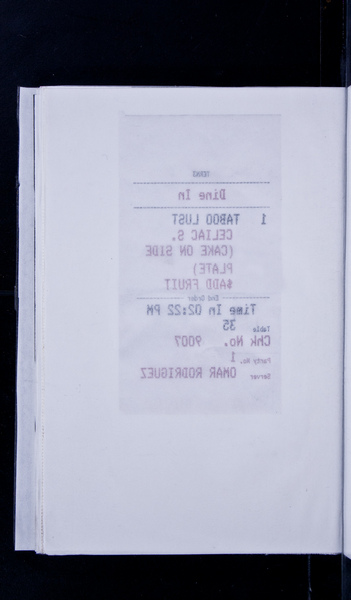 Dine In
1 TABOO LUST
CELIAC S.
(CAKE ON SIDE
PLATE)
$ADD FRUIT
End Order
Time In 02:22 PM
Table 35
Chk No. 9007
Party No. 1
Server OMAR RODRIGUEZ